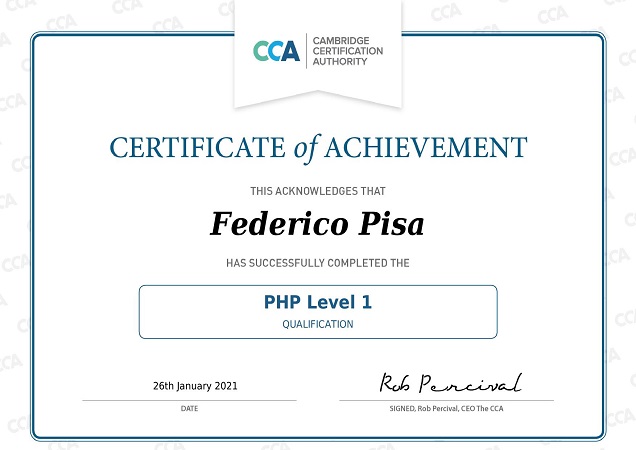 CCA
CAMBRIDGE
CERTIFICATION
AUTHORITY
CERTIFICATE of ACHIEVEMENT
THIS ACKNOWLEDGES THAT
Federico Pisa
HAS SUCCESSFULLY COMPLETED THE
PHP Level 1
QUALIFICATION
26th January 2021
Rob Percival
DATE
SIGNED, Rob Percival, CEO The CCA